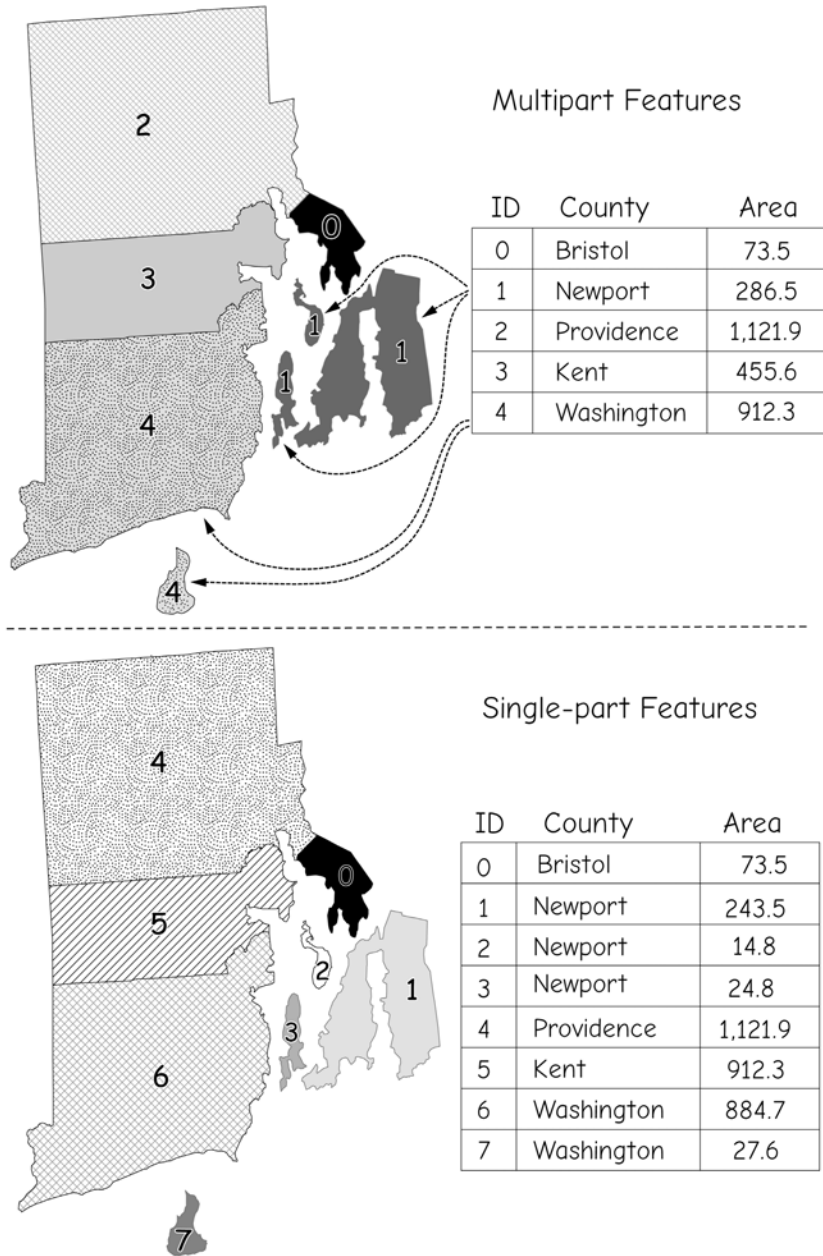 Multipart Features
ID County Area
0 Bristol 73.5
1 Newport 286.5
2 Providence 1,121.9
3 Kent 455.6
4 Washington 912.3
2
0
3
1
1
1
4
4
Single-part Features
ID County Area
0 Bristol 73.5
1 Newport 243.5
2 Newport 14.8
3 Newport 24.8
4 Providence 1,121.9
5 Kent 912.3
6 Washington 884.7
7 Washington 27.6
4
0
5
2
1
3
6
7